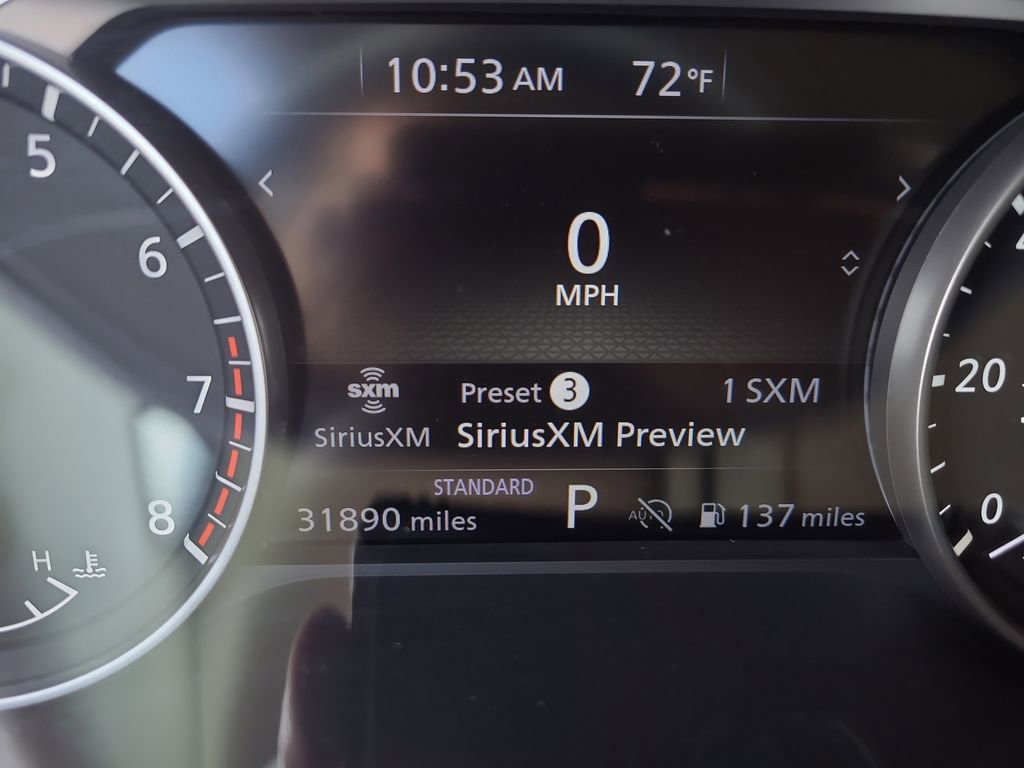 10:53 AM 72°F
5
6
7
8
H
0
MPH
sxm Preset 3 1 SXM
SiriusXM SiriusXM Preview
STANDARD
31890 miles P AUTO 137 miles
20
0